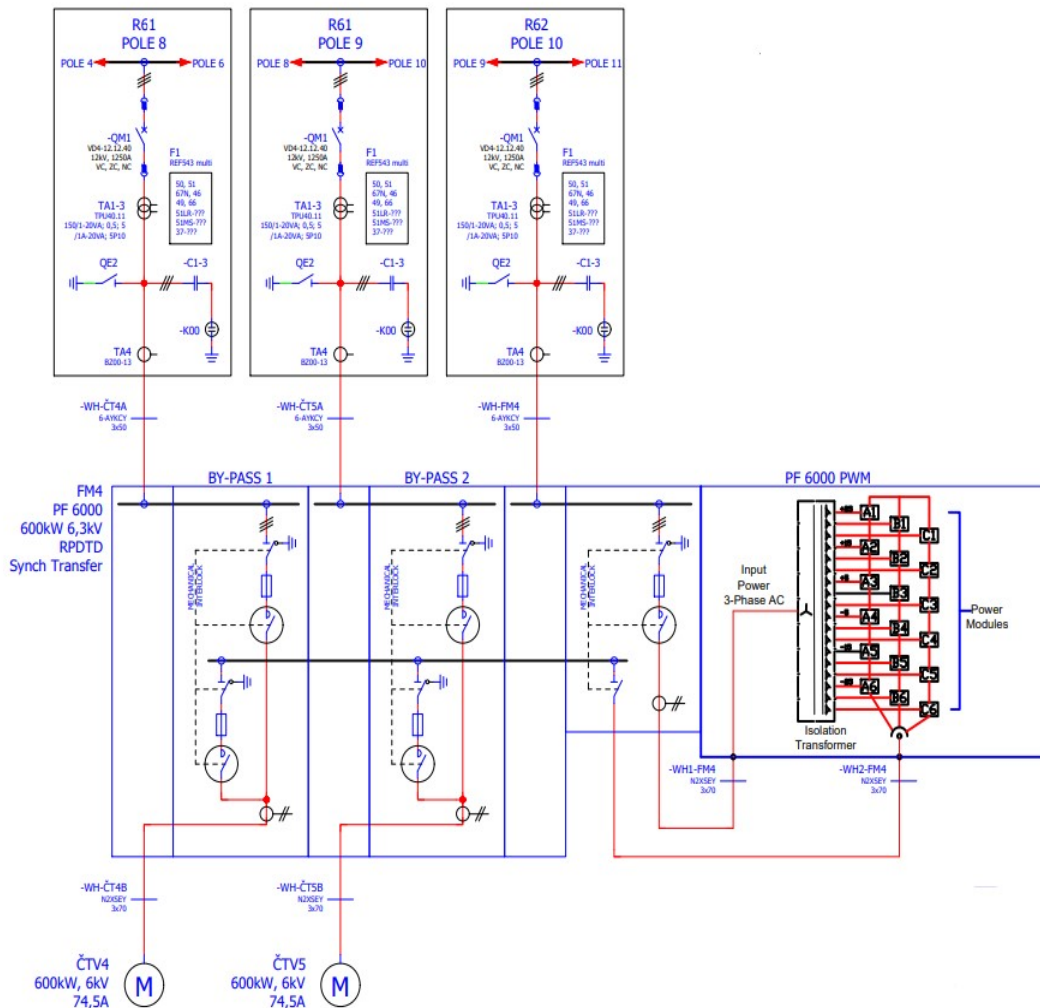 R61
POLE 8
POLE 4
POLE 6
-QM1
VD4-12.12.40
12kV, 1250A
VC, ZC, NC
F1
REF543 multi
50, 51
67N, 46
49, 66
51LR-???
51MS-???
37-???
TA1-3
TPU40.11
150/1-20VA; 0,5; 5
/1A-20VA; 5P10
QE2
-C1-3
-K00
TA4
BZ00-13
R61
POLE 9
POLE 8
POLE 10
-QM1
VD4-12.12.40
12kV, 1250A
VC, ZC, NC
F1
REF543 multi
50, 51
67N, 46
49, 66
51LR-???
51MS-???
37-???
TA1-3
TPU40.11
150/1-20VA; 0,5; 5
/1A-20VA; 5P10
QE2
-C1-3
-K00
TA4
BZ00-13
R62
POLE 10
POLE 9
POLE 11
-QM1
VD4-12.12.40
12kV, 1250A
VC, ZC, NC
F1
REF543 multi
50, 51
67N, 46
49, 66
51LR-???
51MS-???
37-???
TA1-3
TPU40.11
150/1-20VA; 0,5; 5
/1A-20VA; 5P10
QE2
-C1-3
-K00
TA4
BZ00-13
-WH-ČT4A
6-AYKCY
3x50
-WH-ČT5A
6-AYKCY
3x50
-WH-FM4
6-AYKCY
3x50
FM4
PF 6000
600kW 6,3kV
RPDTD
Synch Transfer
BY-PASS 1
MECHANICAL
INTERLOCK
BY-PASS 2
MECHANICAL
INTERLOCK
MECHANICAL
INTERLOCK
PF 6000 PWM
Input
Power
3-Phase AC
A1
B1
C1
A2
B2
C2
A3
B3
C3
A4
B4
C4
A5
B5
C5
A6
B6
C6
Power
Modules
Isolation
Transformer
-WH1-FM4
N2XSEY
3x70
-WH2-FM4
N2XSEY
3x70
-WH-ČT4B
N2XSEY
3x70
-WH-ČT5B
N2XSEY
3x70
ČTV4
600kW, 6kV
74,5A
M
ČTV5
600kW, 6kV
74,5A
M